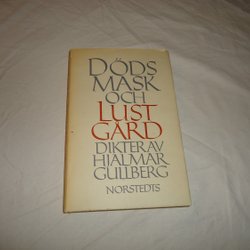 DÖDS
MASK
OCH
LUST
GÅRD
DIKTER AV
HJALMAR
GULLBERG
NORSTEDTS